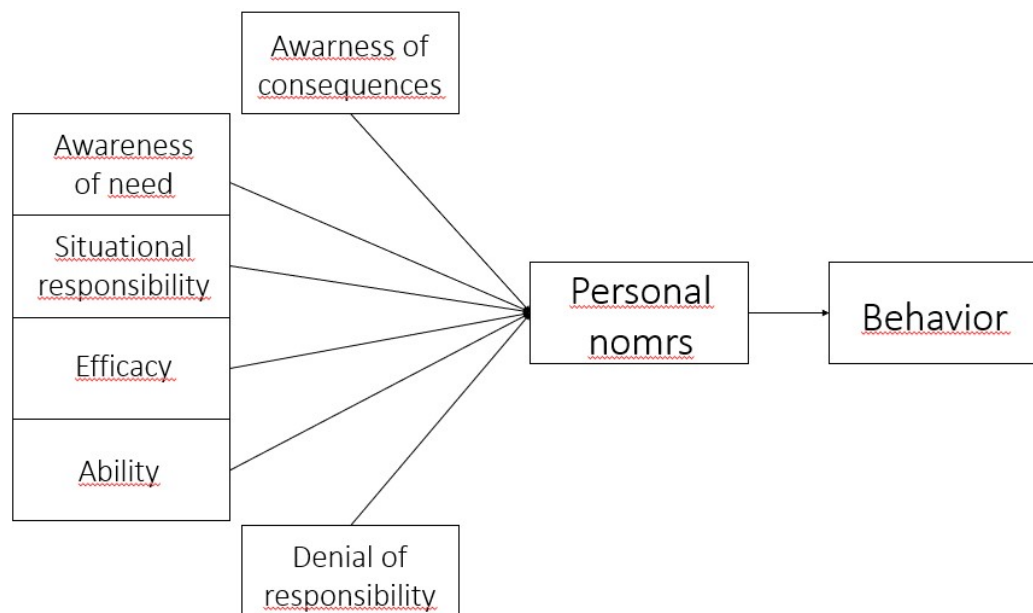 Awarness of
consequences
Awareness
of need
Situational
responsibility
Efficacy
Ability
Denial of
responsibility
Personal
nomrs
Behavior